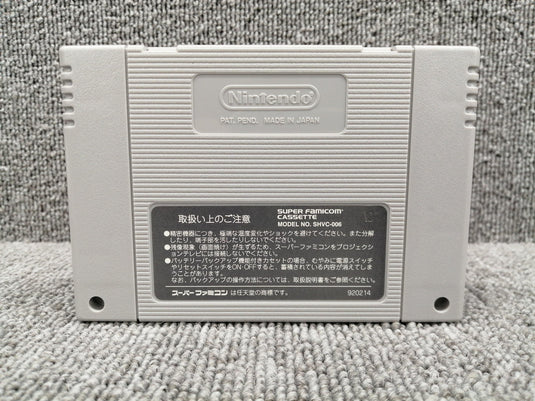 Nintendo
PAT. PEND. MADE IN JAPAN
取扱い上のご注意
SUPER FAMICOM
CASSETTE
MODEL NO. SHVC-006
●精密機器につき、極端な温度変化やショックを避けてください。また分解
したり、端子部を汚したりしないでください。
●残像現象(画面焼け)が生ずるため、スーパーファミコンをプロジェクシ
ョンテレビには接続しないでください。
●バッテリーバックアップ機能付きカセットの場合、むやみに電源スイッチ
やリセットスイッチをON·OFFすると、蓄積されている内容が消えてしま
うことがあります。
なお、バックアップの操作方法については、取扱説明書をご参照ください。
スーパーファミコン は任天堂の商標です。
920214